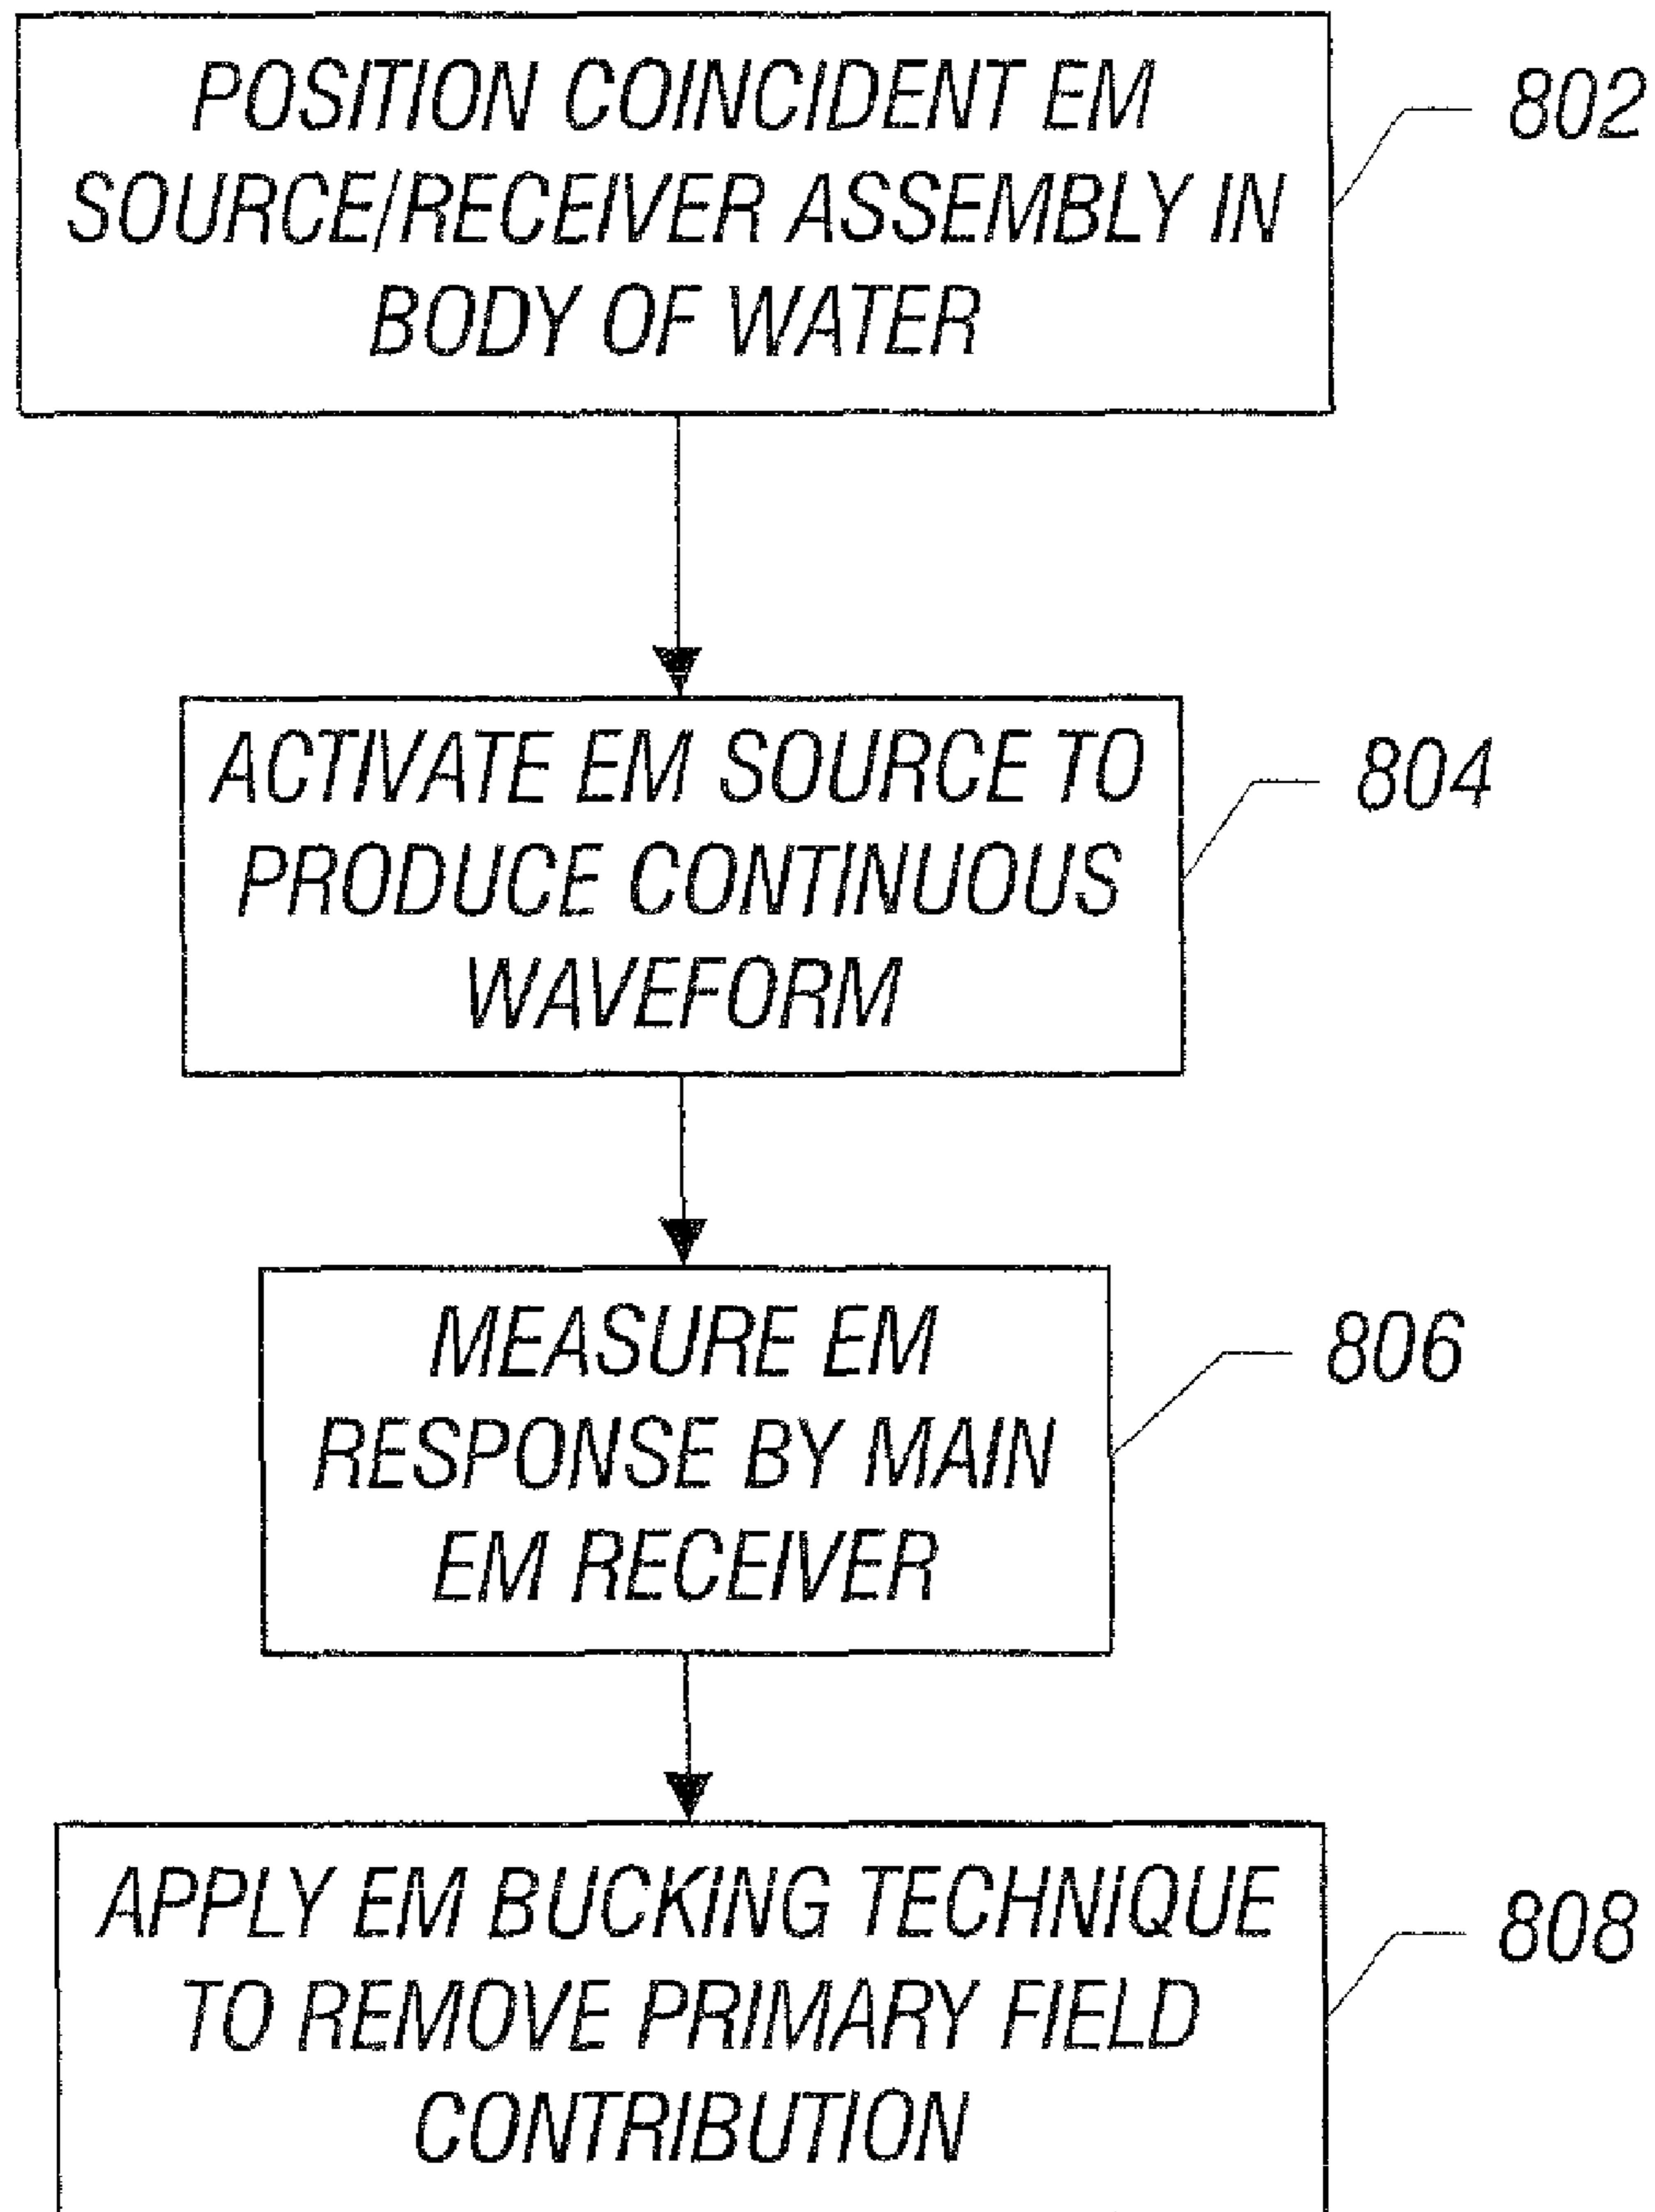 POSITION COINCIDENT EM
SOURCE/RECEIVER ASSEMBLY IN
BODY OF WATER
802
ACTIVATE EM SOURCE TO
PRODUCE CONTINUOUS
WAVEFORM
804
MEASURE EM
RESPONSE BY MAIN
EM RECEIVER
806
APPLY EM BUCKING TECHNIQUE
TO REMOVE PRIMARY FIELD
CONTRIBUTION
808